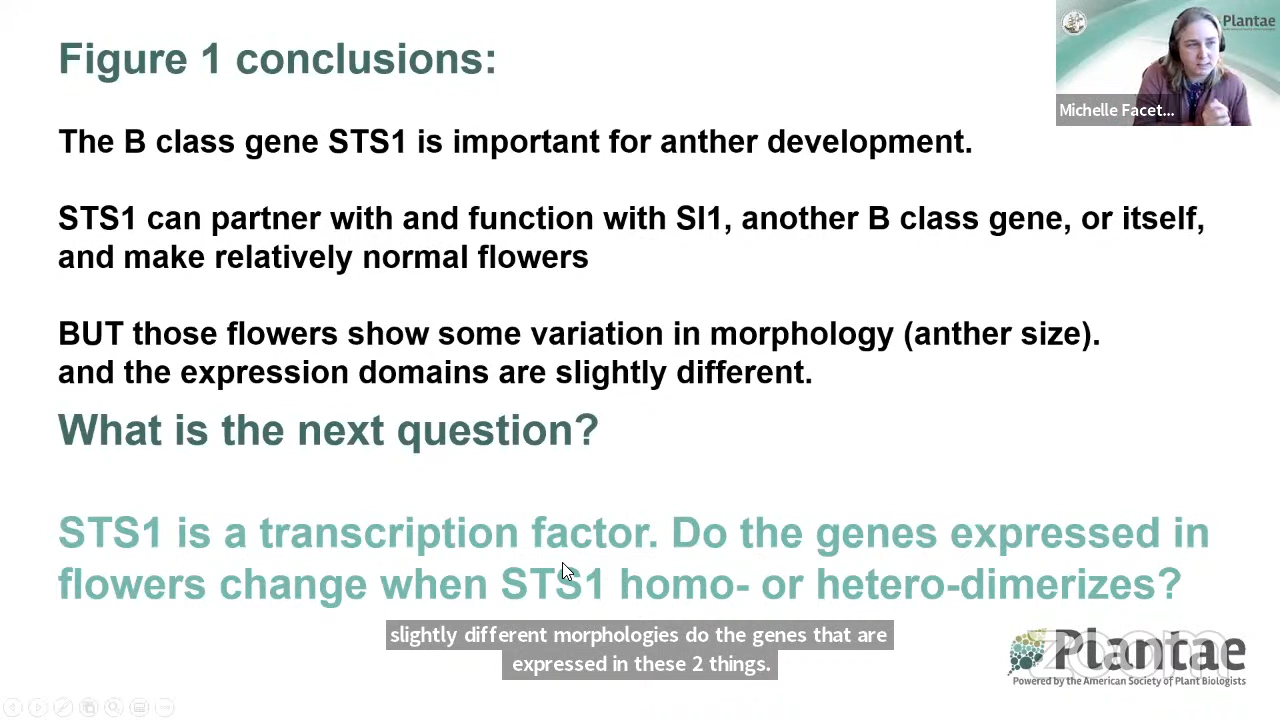 Figure 1 conclusions:
Plantae
Michelle Facet...
The B class gene STS1 is important for anther development.
STS1 can partner with and function with SI1, another B class gene, or itself,
and make relatively normal flowers
BUT those flowers show some variation in morphology (anther size).
and the expression domains are slightly different.
What is the next question?
STS1 is a transcription factor. Do the genes expressed in
flowers change when STS1 homo- or hetero-dimerizes?
slightly different morphologies do the genes that are
expressed in these 2 things.
zoom
Plantae
Powered by the American Society of Plant Biologists